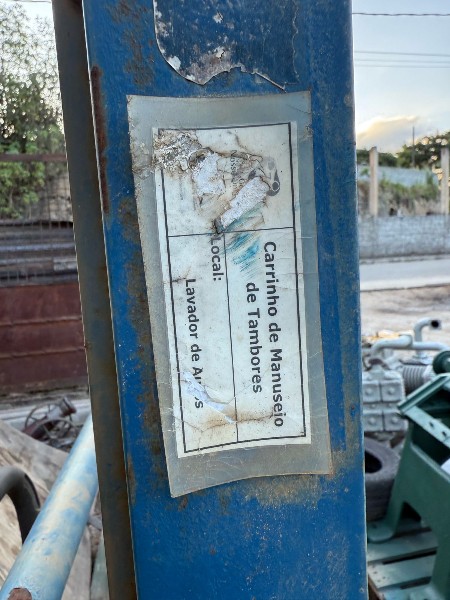 Carrinho de Manuseio
de Tambores
Local:
Lavador de